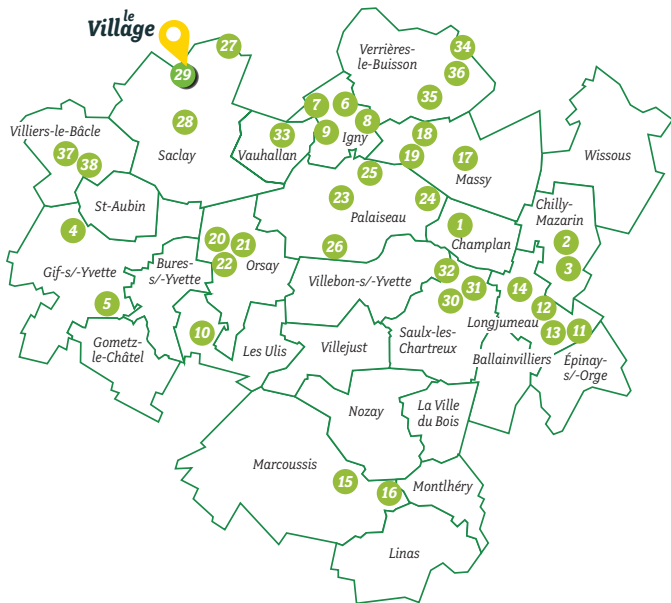 le
Village
27
29
28
Verrières-
le-Buisson
34
36
35
7
6
8
9
Igny
33
Vauhallan
Saclay
Villiers-le-Bâcle
37
38
18
19
17
Massy
Wissous
St-Aubin
25
23
24
Palaiseau
26
Chilly-
Mazarin
2
3
1
Champlan
4
Gif-s/-Yvette
5
Bures-
s/-Yvette
20
21
22
Orsay
Villebon-s/-Yvette
32
31
30
14
12
13
11
Longjumeau
Saulx-les-
Chartreux
10
Gometz-
le-Châtel
Les Ulis
Villejust
Ballainvilliers
Épinay-
s/-Orge
Nozay
La Ville
du Bois
Marcoussis
15
16
Montlhéry
Linas